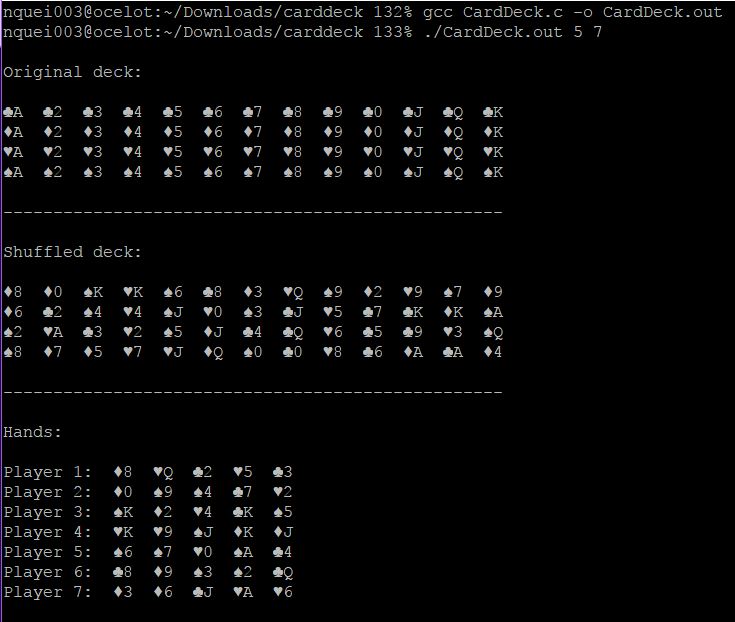 nquei003@ocelot:~/Downloads/carddeck 132% gcc CardDeck.c -o CardDeck.out
nquei003@ocelot:~/Downloads/carddeck 133% ./CardDeck.out 5 7
Original deck:
♣A ♣2 ♣3 ♣4 ♣5 ♣6 ♣7 ♣8 ♣9 ♣0 ♣J ♣Q ♣K
♦A ♦2 ♦3 ♦4 ♦5 ♦6 ♦7 ♦8 ♦9 ♦0 ♦J ♦Q ♦K
♥A ♥2 ♥3 ♥4 ♥5 ♥6 ♥7 ♥8 ♥9 ♥0 ♥J ♥Q ♥K
♠A ♠2 ♠3 ♠4 ♠5 ♠6 ♠7 ♠8 ♠9 ♠0 ♠J ♠Q ♠K
--------------------------------------------------
Shuffled deck:
♦8 ♦0 ♠K ♥K ♠6 ♣8 ♦3 ♥Q ♠9 ♦2 ♥9 ♠7 ♦9
♦6 ♣2 ♠4 ♥4 ♠J ♥0 ♠3 ♣J ♥5 ♣7 ♣K ♦K ♠A
♠2 ♥A ♣3 ♥2 ♠5 ♦J ♣4 ♣Q ♥6 ♣5 ♣9 ♥3 ♠Q
♠8 ♦7 ♦5 ♥7 ♥J ♦Q ♠0 ♣0 ♥8 ♣6 ♦A ♣A ♦4
--------------------------------------------------
Hands:
Player 1: ♦8 ♥Q ♣2 ♥5 ♣3
Player 2: ♦0 ♠9 ♠4 ♣7 ♥2
Player 3: ♠K ♦2 ♥4 ♣K ♠5
Player 4: ♥K ♥9 ♠J ♦K ♦J
Player 5: ♠6 ♠7 ♥0 ♠A ♣4
Player 6: ♣8 ♦9 ♠3 ♠2 ♣Q
Player 7: ♦3 ♦6 ♣J ♥A ♥6